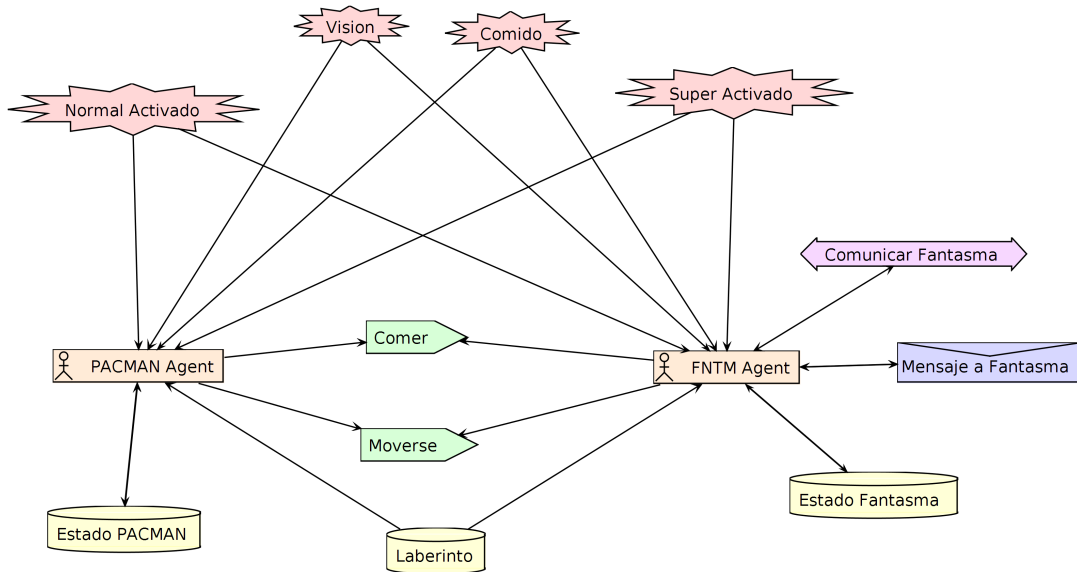 Vision
Comido
Normal Activado
Super Activado
Comunicar Fantasma
Comer
PACMAN Agent
FNTM Agent
Mensaje a Fantasma
Moverse
Estado Fantasma
Estado PACMAN
Laberinto